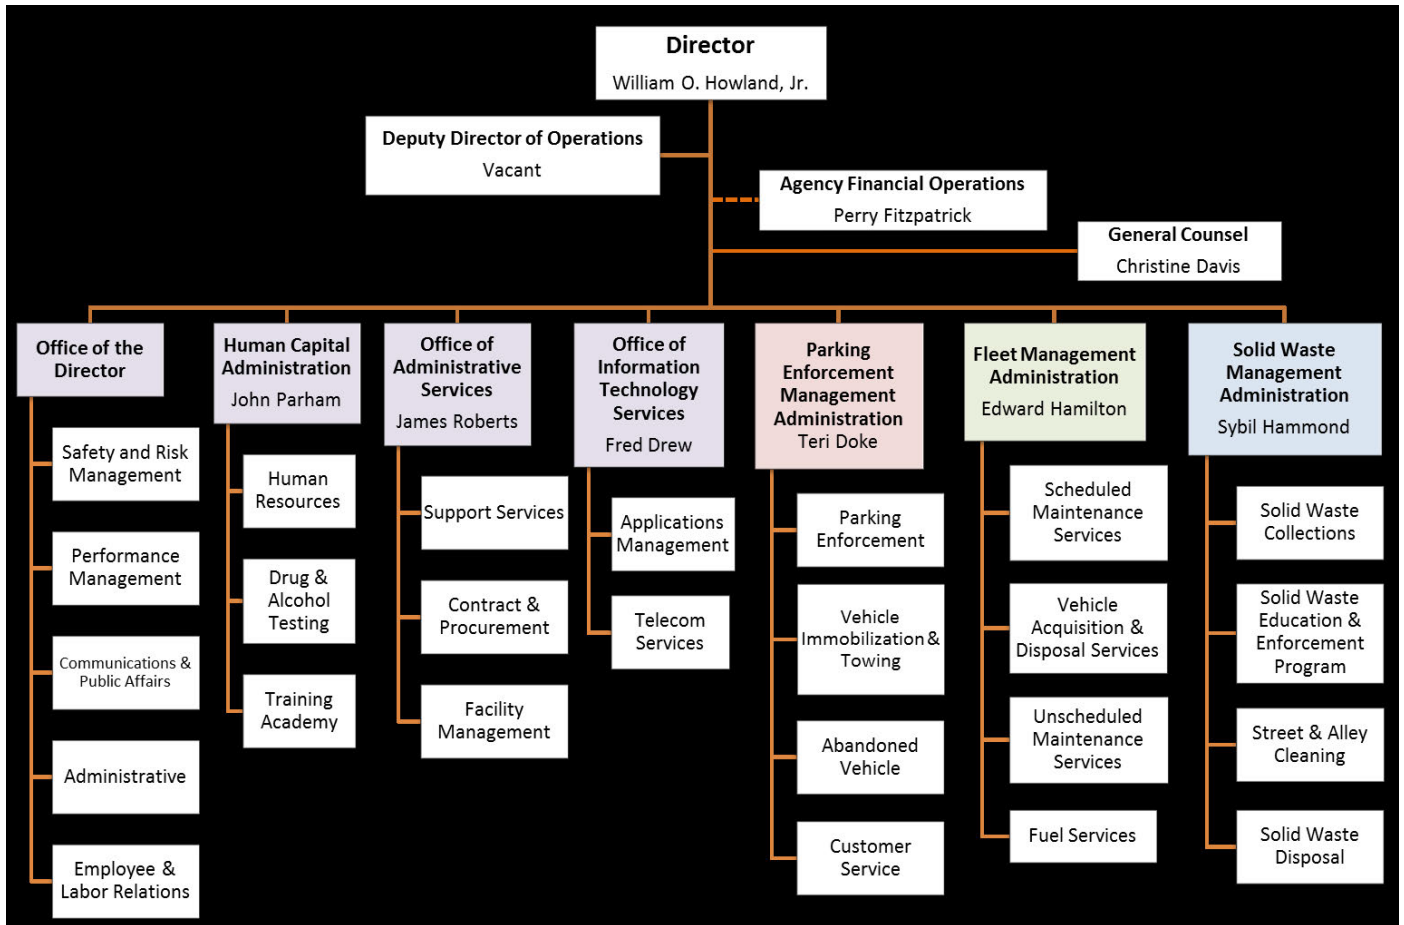 Director
William O. Howland, Jr.
Deputy Director of Operations
Vacant
Agency Financial Operations
Perry Fitzpatrick
General Counsel
Christine Davis
Office of the
Director
Safety and Risk
Management
Performance
Management
Communications &
Public Affairs
Administrative
Employee &
Labor Relations
Human Capital
Administration
John Parham
Human
Resources
Drug &
Alcohol
Testing
Training
Academy
Office of
Administrative
Services
James Roberts
Support Services
Contract &
Procurement
Facility
Management
Office of
Information
Technology
Services
Fred Drew
Applications
Management
Telecom
Services
Parking
Enforcement
Management
Administration
Teri Doke
Parking
Enforcement
Vehicle
Immobilization &
Towing
Abandoned
Vehicle
Customer
Service
Fleet Management
Administration
Edward Hamilton
Scheduled
Maintenance
Services
Vehicle
Acquisition &
Disposal Services
Unscheduled
Maintenance
Services
Fuel Services
Solid Waste
Management
Administration
Sybil Hammond
Solid Waste
Collections
Solid Waste
Education &
Enforcement
Program
Street & Alley
Cleaning
Solid Waste
Disposal